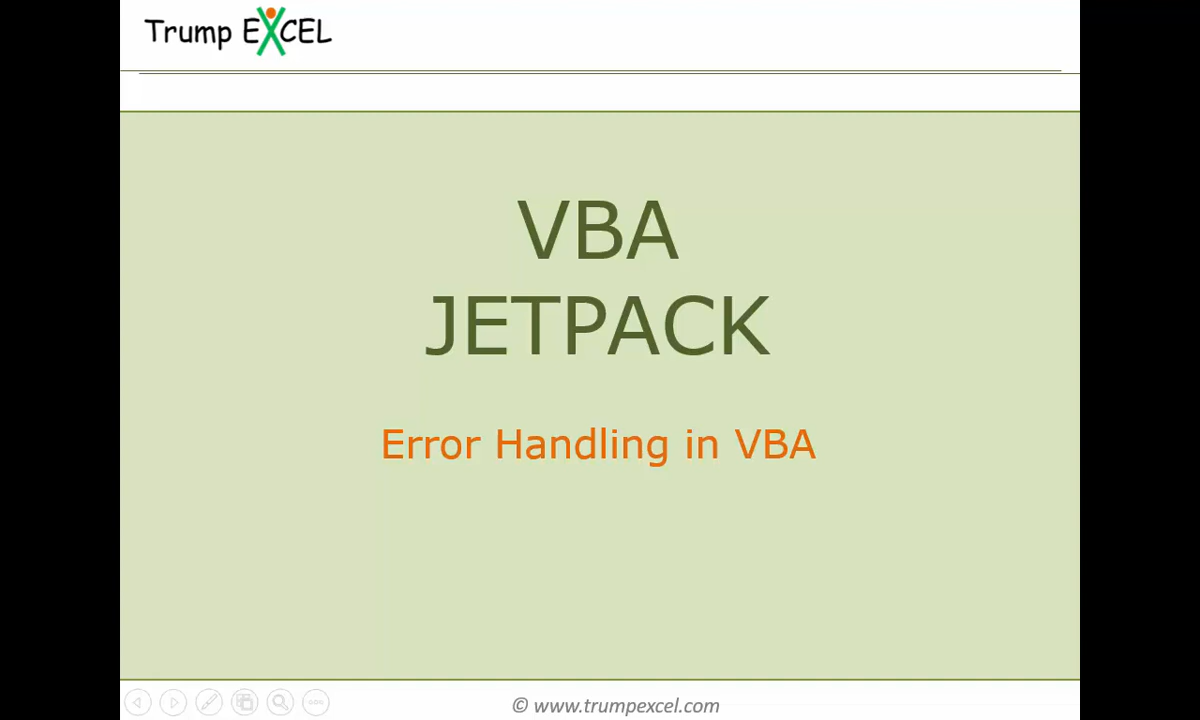 Trump EXCEL
VBA
JETPACK
Error Handling in VBA
© www.trumpexcel.com